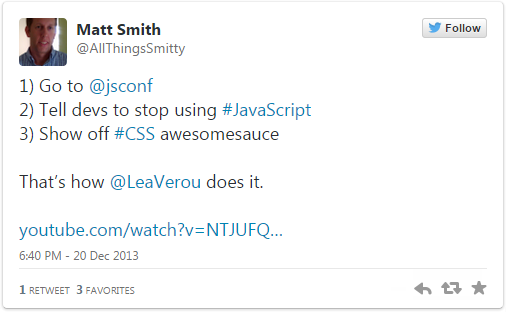 Matt Smith
@AllThingsSmitty
Follow
1) Go to @jsconf
2) Tell devs to stop using #JavaScript
3) Show off #CSS awesomesauce
That's how @LeaVerou does it.
youtube.com/watch?v=NTJUFQ...
6:40 PM - 20 Dec 2013
1 RETWEET 3 FAVORITES